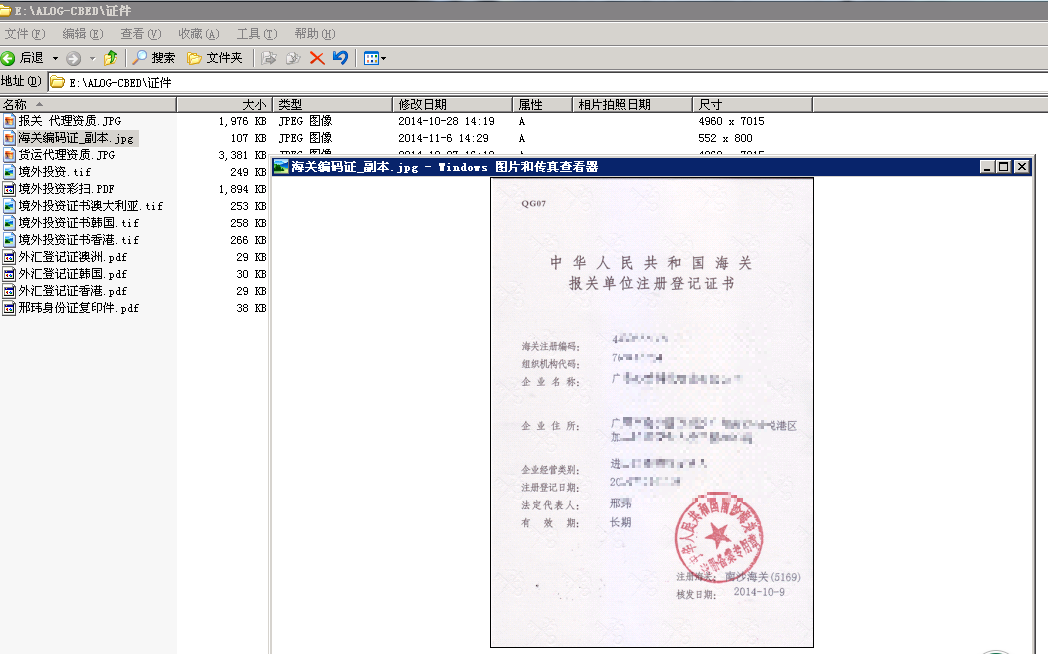 E:\ALOG-CBED\证件
文件(F) 编辑(E) 查看(V) 收藏(A) 工具(T) 帮助(H)
后退 搜索 文件夹
地址(D) E:\ALOG-CBED\证件
名称 大小 类型 修改日期 属性 相片拍照日期 尺寸
报关 代理资质.JPG 1,976 KB JPEG 图像 2014-10-28 14:19 A 4960 x 7015
海关编码证_副本.jpg 107 KB JPEG 图像 2014-11-6 14:29 A 552 x 800
货运代理资质.JPG 3,381 KB
境外投资.tif 249 KB
境外投资彩扫.PDF 1,894 KB
境外投资证书澳大利亚.tif 253 KB
境外投资证书韩国.tif 258 KB
境外投资证书香港.tif 266 KB
外汇登记证澳洲.pdf 29 KB
外汇登记证韩国.pdf 30 KB
外汇登记证香港.pdf 29 KB
邢玮身份证复印件.pdf 38 KB
海关编码证_副本.jpg - Windows 图片和传真查看器
QG07
中华人民共和国海关
报关单位注册登记证书
海关注册编码:
组织机构代码:
企业名称:
企业住所:
港区
企业经营类别:
注册登记日期:
法定代表人: 邢玮
有效期: 长期
注册海关: 南沙海关(5169)
核发日期: 2014-10-9